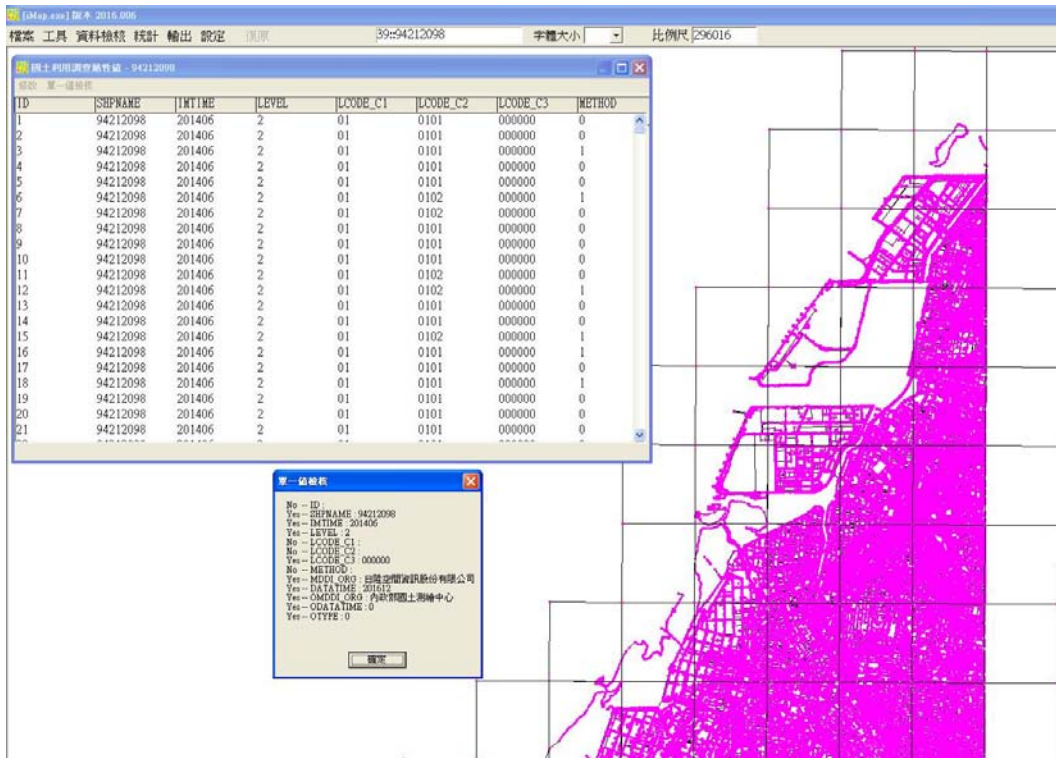 [iMap.exe] 版本 2016.006
檔案 工具 資料檢核 統計 輸出 設定 復原 39::94212098 字體大小 比例尺 296016
國土利用調查屬性值 - 94212098
修改 單一值檢核
ID SHPNAME IMTIME LEVEL LCODE_C1 LCODE_C2 LCODE_C3 METHOD
1 94212098 201406 2 01 0101 000000 0
2 94212098 201406 2 01 0101 000000 0
3 94212098 201406 2 01 0101 000000 1
4 94212098 201406 2 01 0101 000000 0
5 94212098 201406 2 01 0101 000000 0
6 94212098 201406 2 01 0102 000000 1
7 94212098 201406 2 01 0102 000000 0
8 94212098 201406 2 01 0101 000000 0
9 94212098 201406 2 01 0101 000000 0
10 94212098 201406 2 01 0101 000000 0
11 94212098 201406 2 01 0102 000000 0
12 94212098 201406 2 01 0102 000000 1
13 94212098 201406 2 01 0101 000000 0
14 94212098 201406 2 01 0101 000000 0
15 94212098 201406 2 01 0102 000000 1
16 94212098 201406 2 01 0101 000000 1
17 94212098 201406 2 01 0101 000000 0
18 94212098 201406 2 01 0101 000000 1
19 94212098 201406 2 01 0101 000000 0
20 94212098 201406 2 01 0101 000000 0
21 94212098 201406 2 01 0101 000000 0
單一值檢核
No -- ID :
Yes -- SHPNAME : 94212098
Yes -- IMTIME : 201406
Yes -- LEVEL : 2
No -- LCODE_C1 :
No -- LCODE_C2 :
Yes -- LCODE_C3 : 000000
No -- METHOD :
Yes -- MDDI_ORG : 自陸空間資訊股份有限公司
Yes -- DATATIME : 201612
Yes -- OMDDI_ORG : 內政部國土測繪中心
Yes -- ODATATIME : 0
Yes -- OTYPE : 0
確定